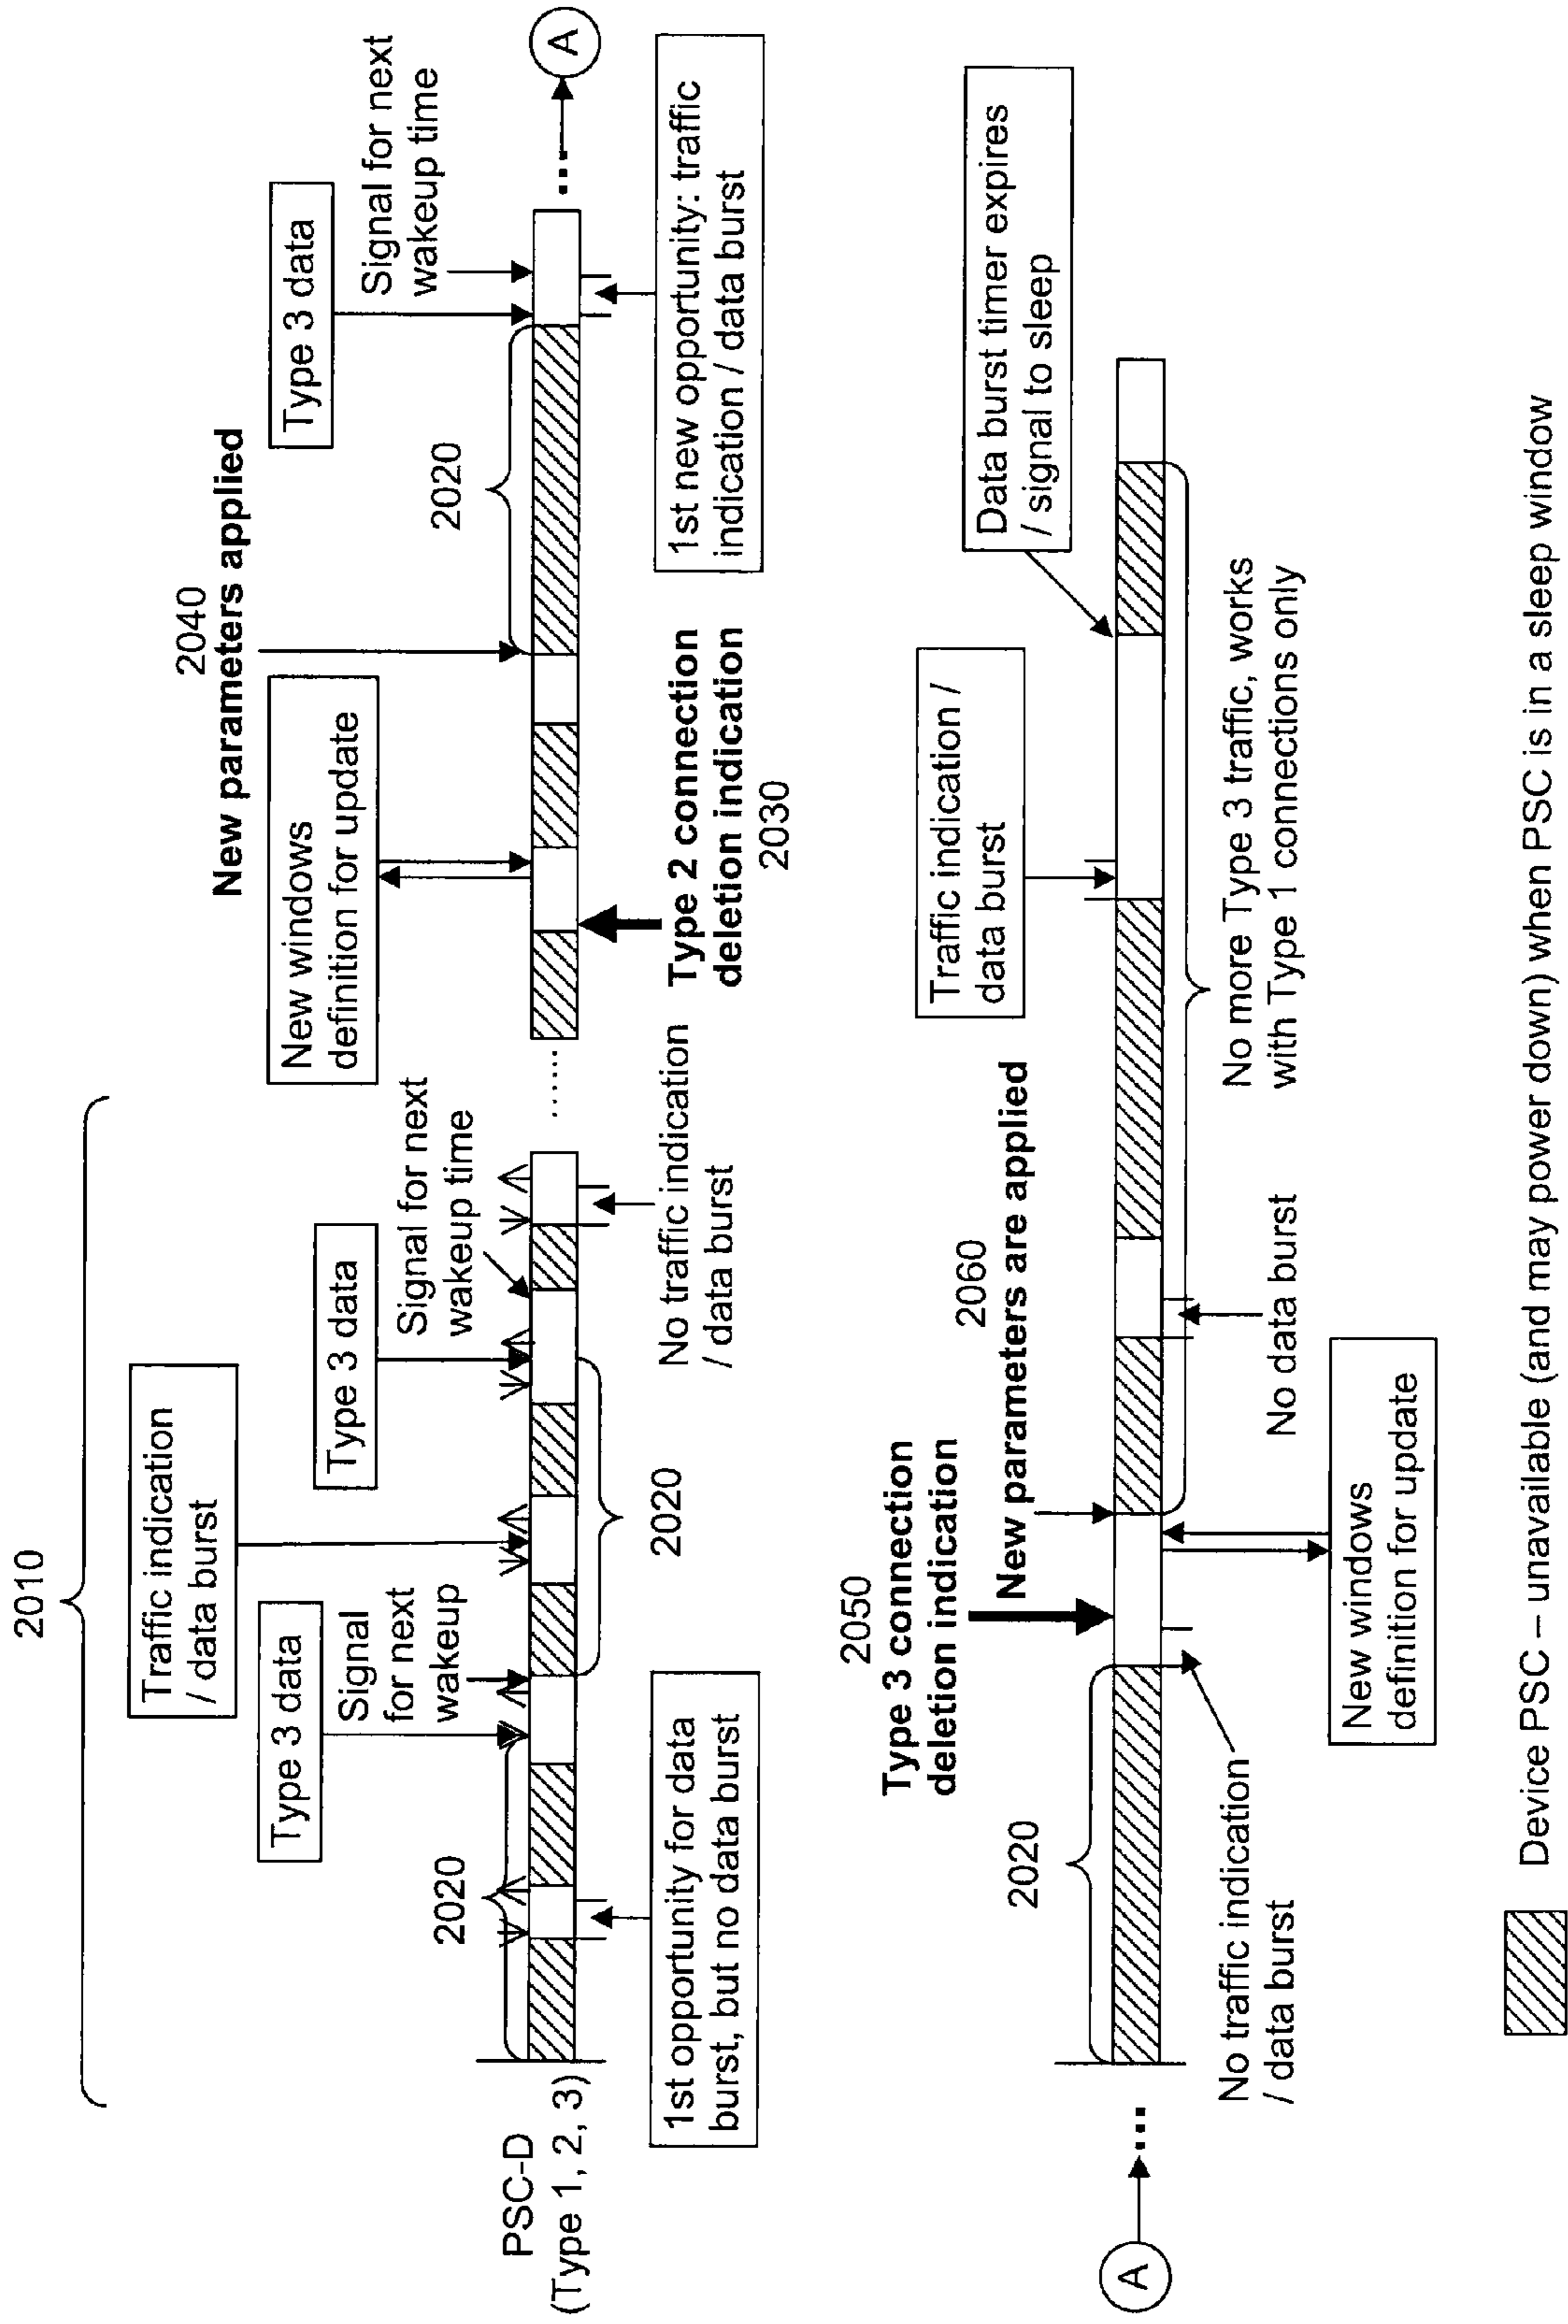 2010
Traffic indication
/ data burst
Type 3 data
Signal
for next
wakeup
Type 3 data
Signal for next
wakeup time
2020
PSC-D
(Type 1, 2, 3)
1st opportunity for data
burst, but no data burst
2020
No traffic indication
/ data burst
......
New windows
definition for update
2040
New parameters applied
2020
Type 3 data
Signal for next
wakeup time
...
A
Type 2 connection
deletion indication
2030
1st new opportunity: traffic
indication / data burst
A
...
2020
No traffic indication
/ data burst
2050
Type 3 connection
deletion indication
2060
New parameters are applied
New windows
definition for update
No data burst
Traffic indication /
data burst
Data burst timer expires
/ signal to sleep
No more Type 3 traffic, works
with Type 1 connections only
Device PSC – unavailable (and may power down) when PSC is in a sleep window